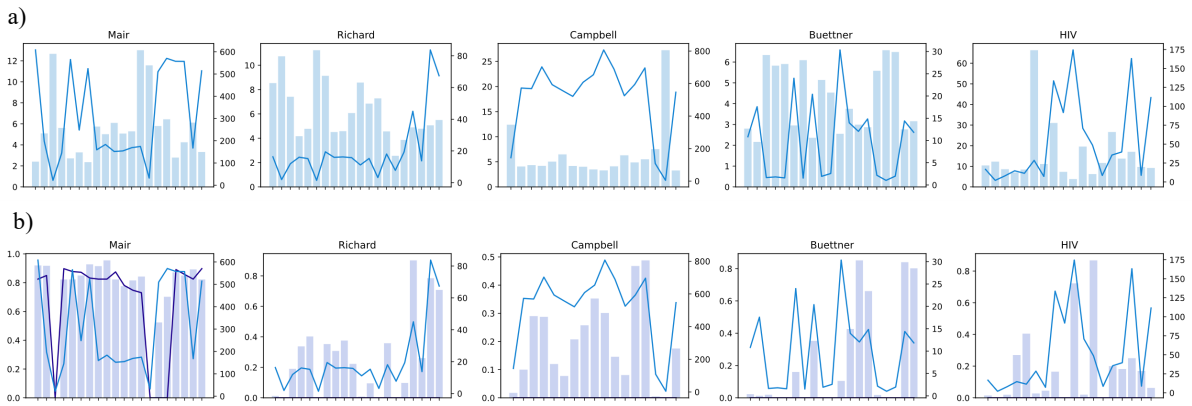 a)
Mair Richard Campbell Buettner HIV
12 10 8 6 4 2 0
600 500 400 300 200 100 0
10 8 6 4 2 0
80 60 40 20 0
25 20 15 10 5 0
800 600 400 200 0
7 6 5 4 3 2 1 0
30 25 20 15 10 5 0
60 50 40 30 20 10 0
175 150 125 100 75 50 25 0
b)
Mair Richard Campbell Buettner HIV
1.0 0.8 0.6 0.4 0.2 0.0
600 500 400 300 200 100 0
0.8 0.6 0.4 0.2 0.0
80 60 40 20 0
0.5 0.4 0.3 0.2 0.1 0.0
800 600 400 200 0
0.8 0.6 0.4 0.2 0.0
30 25 20 15 10 5 0
0.8 0.6 0.4 0.2 0.0
175 150 125 100 75 50 25 0